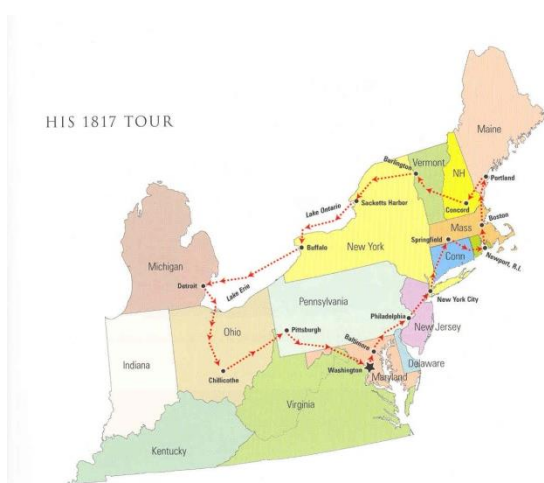 HIS 1817 TOUR
Maine
Vermont
Burlington
NH
Portland
Lake Ontario
Sacketts Harbor
Concord
Mass
Boston
Springfield
Buffalo
New York
Conn
Newport, R.I.
Michigan
Detroit
Lake Erie
New York City
Pennsylvania
Philadelphia
New Jersey
Ohio
Pittsburgh
Baltimore
Delaware
Indiana
Chillicothe
Washington
Maryland
Virginia
Kentucky